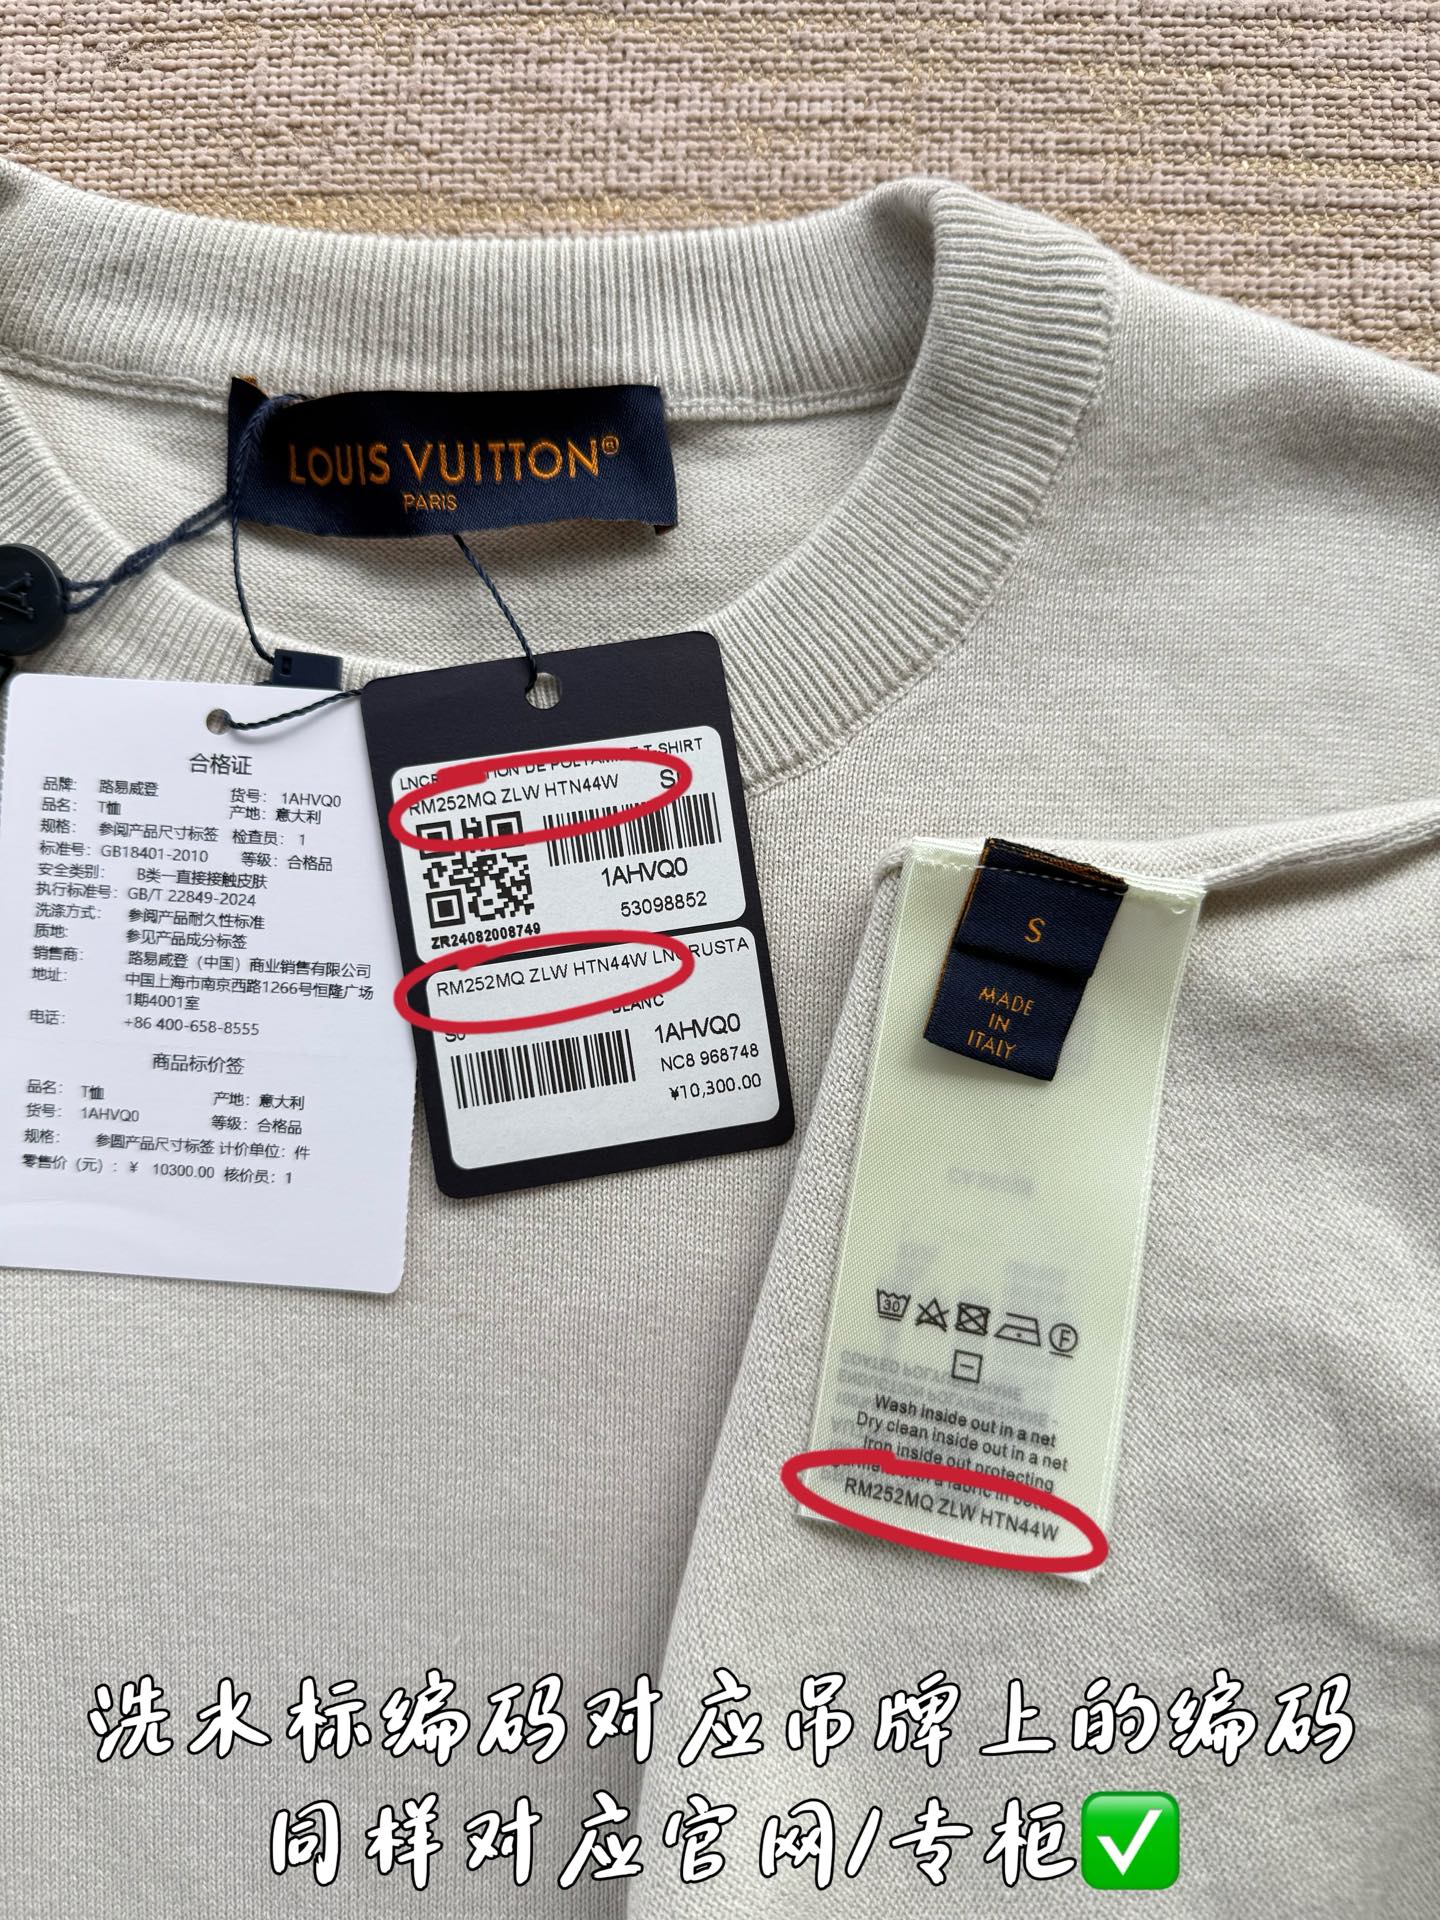 LOUIS VUITTON®
PARIS
合格证
品牌: 路易威登
货号: 1AHVQ0
品名: T恤
产地: 意大利
规格: 参阅产品尺寸标签 检查员: 1
标准号: GB18401-2010 等级: 合格品
安全类别: B类一直接接触皮肤
执行标准号: GB/T 22849-2024
洗涤方式: 参阅产品耐久性标准
质地: 参见产品成分标签
销售商: 路易威登（中国）商业销售有限公司
地址: 中国上海市南京西路1266号恒隆广场
1期4001室
电话: +86 400-658-8555
商品标价签
品名: T恤
产地: 意大利
货号: 1AHVQ0
等级: 合格品
规格: 参圆产品尺寸标签 计价单位: 件
零售价（元）: ¥ 10300.00 核价员: 1
DE T-SHIRT
RM252MQ ZLW HTN44W
1AHVQ0
53098852
ZR24082008749
RM252MQ ZLW HTN44W
BLANC
S0
1AHVQ0
NC8 968748
¥10,300.00
S
MADE
IN
ITALY
30
F
Wash inside out in a net
Dry clean inside out in a net
Iron inside out protecting
with a fabric in
RM252MQ ZLW HTN44W
洗水标编码对应吊牌上的编码
同样对应官网/专柜✅